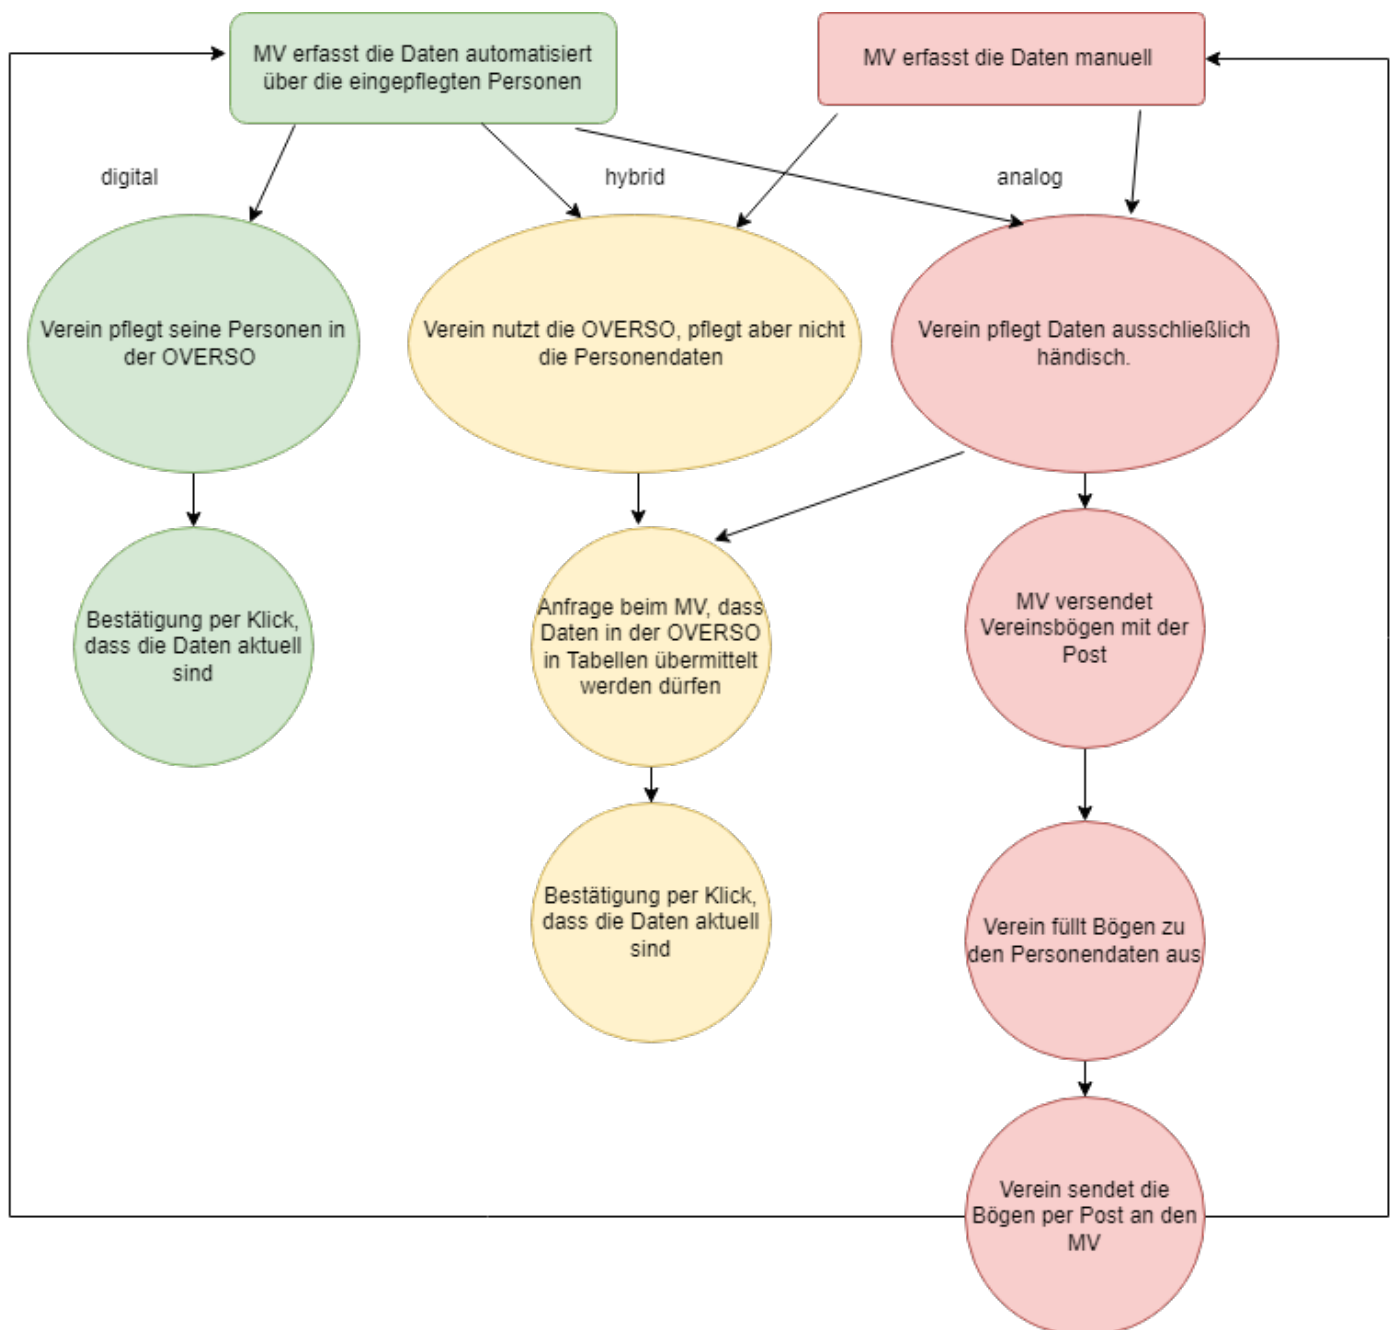 MV erfasst die Daten automatisiert
über die eingepflegten Personen
MV erfasst die Daten manuell
digital
hybrid
analog
Verein pflegt seine Personen in
der OVERSO
Verein nutzt die OVERSO, pflegt aber nicht
die Personendaten
Verein pflegt Daten ausschließlich
händisch.
Bestätigung per Klick,
dass die Daten aktuell
sind
Anfrage beim MV, dass
Daten in der OVERSO
in Tabellen übermittelt
werden dürfen
MV versendet
Vereinsbögen mit der
Post
Bestätigung per Klick,
dass die Daten aktuell
sind
Verein füllt Bögen zu
den Personendaten aus
Verein sendet die
Bögen per Post an den
MV